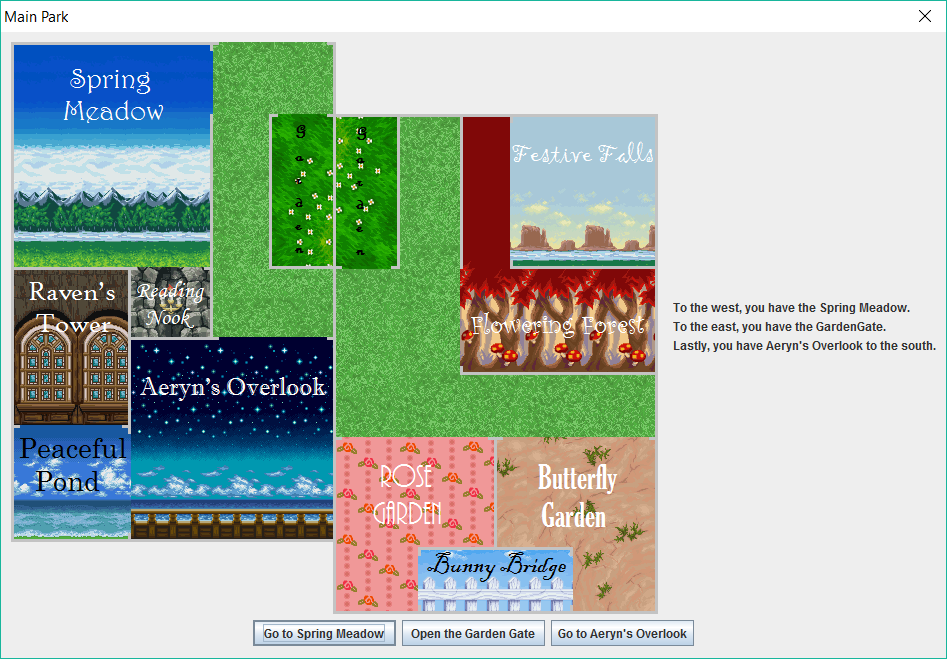 Main Park
Spring
Meadow
Garden
Garden
Festive Falls
Raven's
Tower
Reading
Nook
Flowering Forest
To the west, you have the Spring Meadow.
To the east, you have the GardenGate.
Lastly, you have Aeryn's Overlook to the south.
Aeryn's Overlook
Peaceful
Pond
ROSE
GARDEN
Butterfly
Garden
Bunny Bridge
Go to Spring Meadow
Open the Garden Gate
Go to Aeryn's Overlook